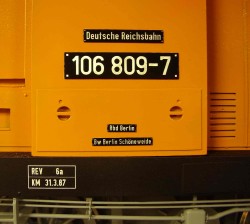 Deutsche Reichsbahn
106 809-7
Rbd Berlin
Bw Berlin Schöneweide
REV 6a
KM 31.3.87